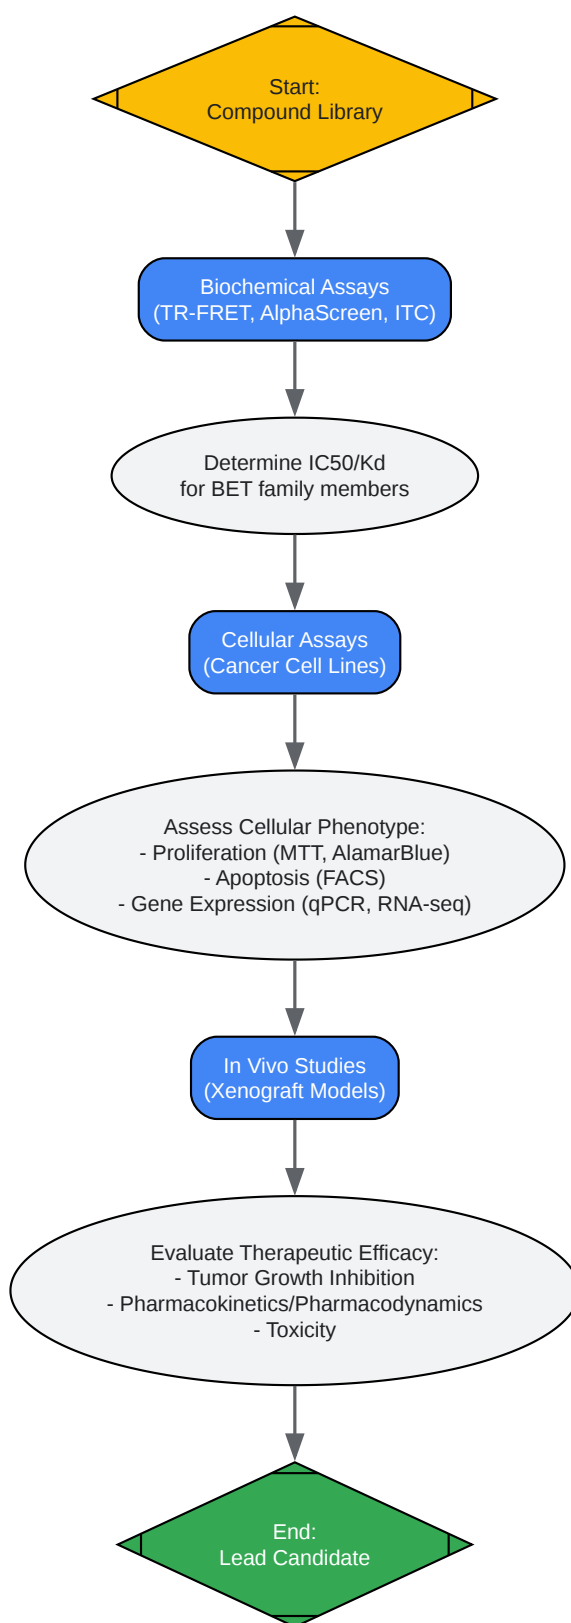 Start:
Compound Library
Biochemical Assays
(TR-FRET, AlphaScreen, ITC)
Determine IC50/Kd
for BET family members
Cellular Assays
(Cancer Cell Lines)
Assess Cellular Phenotype:
- Proliferation (MTT, AlamarBlue)
- Apoptosis (FACS)
- Gene Expression (qPCR, RNA-seq)
In Vivo Studies
(Xenograft Models)
Evaluate Therapeutic Efficacy:
- Tumor Growth Inhibition
- Pharmacokinetics/Pharmacodynamics
- Toxicity
End:
Lead Candidate